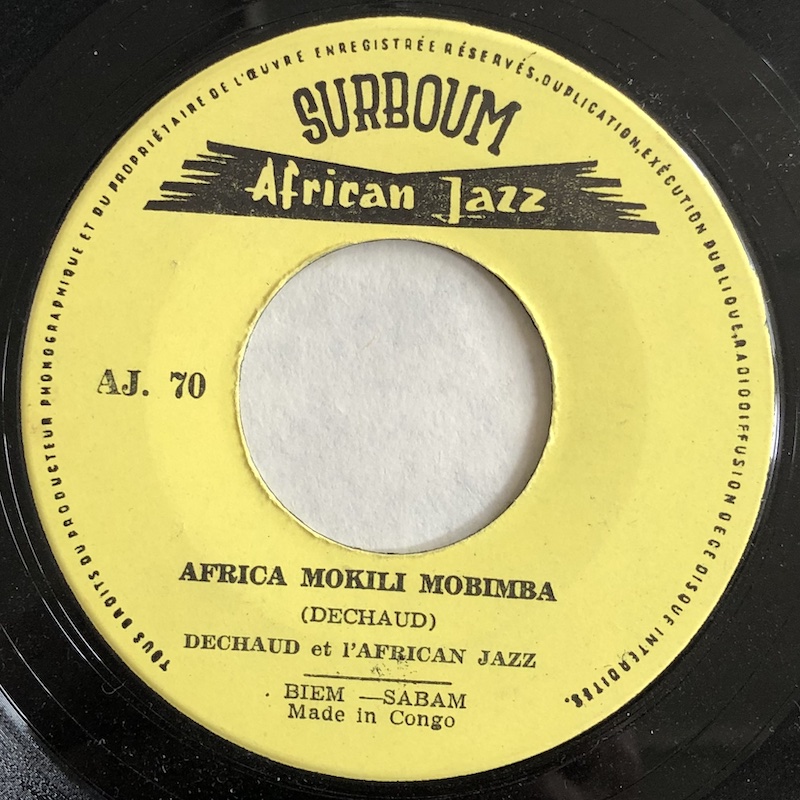 TOUS DROITS DU PRODUCTEUR PHONOGRAPHIQUE ET DU PROPRIÉTAIRE DE L'ŒUVRE ENREGISTRÉE RÉSERVÉS. DUPLICATION, EXÉCUTION PUBLIQUE, RADIODIFFUSION DE CE DISQUE INTERDITES.
SURBOUM
African Jazz
AJ. 70
AFRICA MOKILI MOBIMBA
(DECHAUD)
DECHAUD et l'AFRICAN JAZZ
BIEM —SABAM
Made in Congo